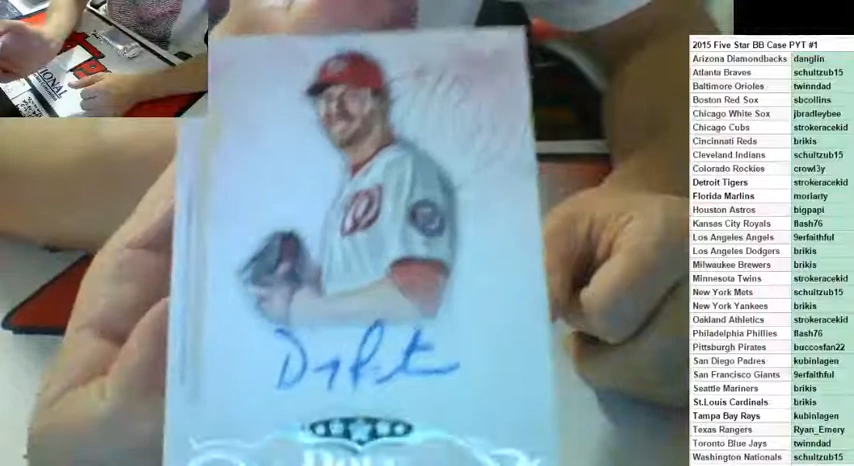 2015 Five Star BB Case PYT #1
Arizona Diamondbacks danglin
Atlanta Braves schultzub15
Baltimore Orioles twinndad
Boston Red Sox sbcollins
Chicago White Sox jbradleybee
Chicago Cubs strokeracekid
Cincinnati Reds brikis
Cleveland Indians schultzub15
Colorado Rockies crowl3y
Detroit Tigers strokeracekid
Florida Marlins moriarty
Houston Astros bigpapi
Kansas City Royals flash76
Los Angeles Angels 9erfaithful
Los Angeles Dodgers brikis
Milwaukee Brewers brikis
Minnesota Twins strokeracekid
New York Mets schultzub15
New York Yankees brikis
Oakland Athletics strokeracekid
Philadelphia Phillies flash76
Pittsburgh Pirates buccosfan22
San Diego Padres kubinlagen
San Francisco Giants 9erfaithful
Seattle Mariners brikis
St.Louis Cardinals brikis
Tampa Bay Rays kubinlagen
Texas Rangers Ryan_Emery
Toronto Blue Jays twinndad
Washington Nationals schultzub15
W